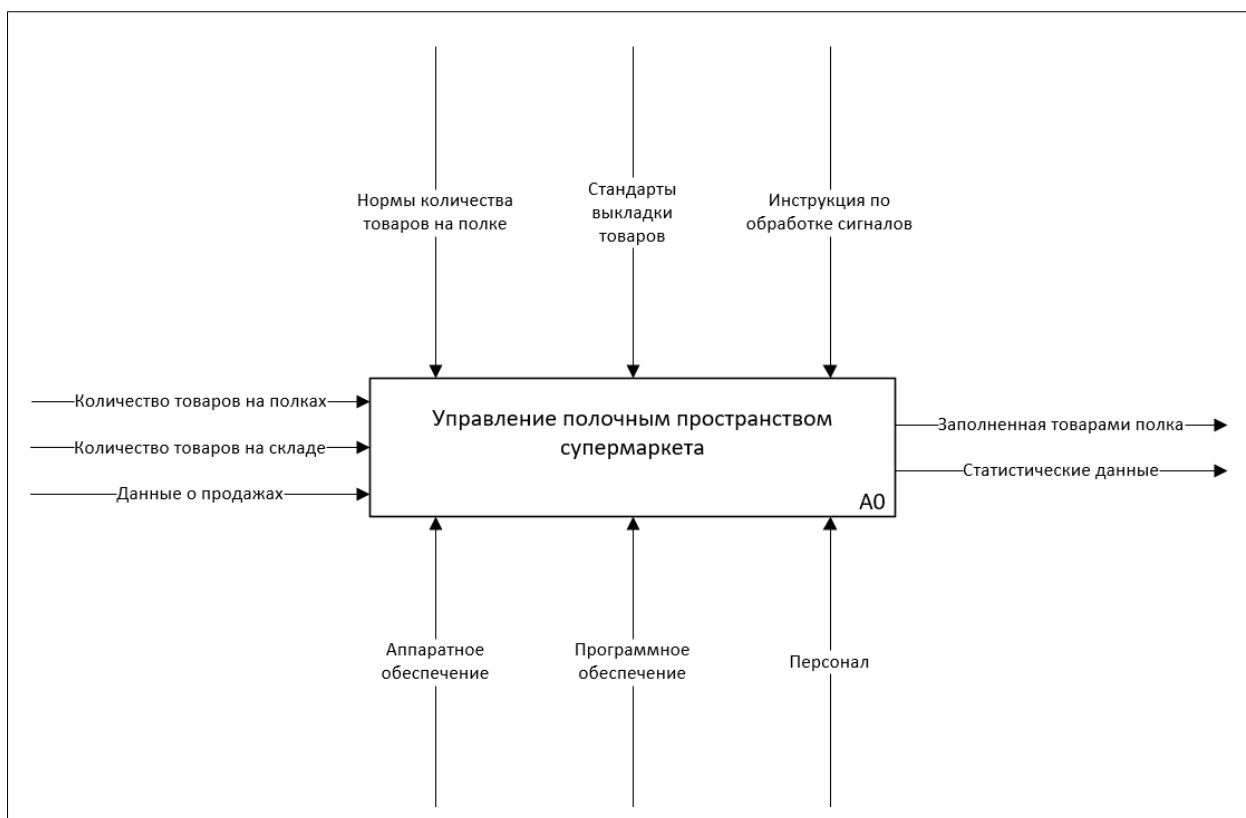 Нормы количества
товаров на полке
Стандарты
выкладки
товаров
Инструкция по
обработке сигналов
Количество товаров на полках
Количество товаров на складе
Данные о продажах
Управление полочным пространством
супермаркета
A0
Заполненная товарами полка
Статистические данные
Аппаратное
обеспечение
Программное
обеспечение
Персонал